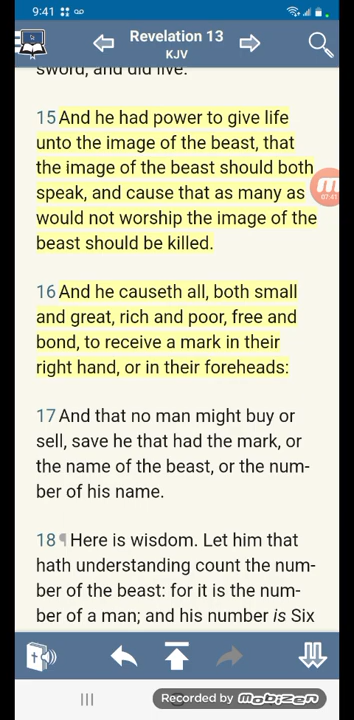 9:41
Revelation 13
KJV
sword, and did live.
15 And he had power to give life
unto the image of the beast, that
the image of the beast should both
speak, and cause that as many as
would not worship the image of the
beast should be killed.
07:41
16 And he causeth all, both small
and great, rich and poor, free and
bond, to receive a mark in their
right hand, or in their foreheads:
17 And that no man might buy or
sell, save he that had the mark, or
the name of the beast, or the num-
ber of his name.
18 ¶ Here is wisdom. Let him that
hath understanding count the num-
ber of the beast: for it is the num-
ber of a man; and his number is Six
Recorded by mobizen